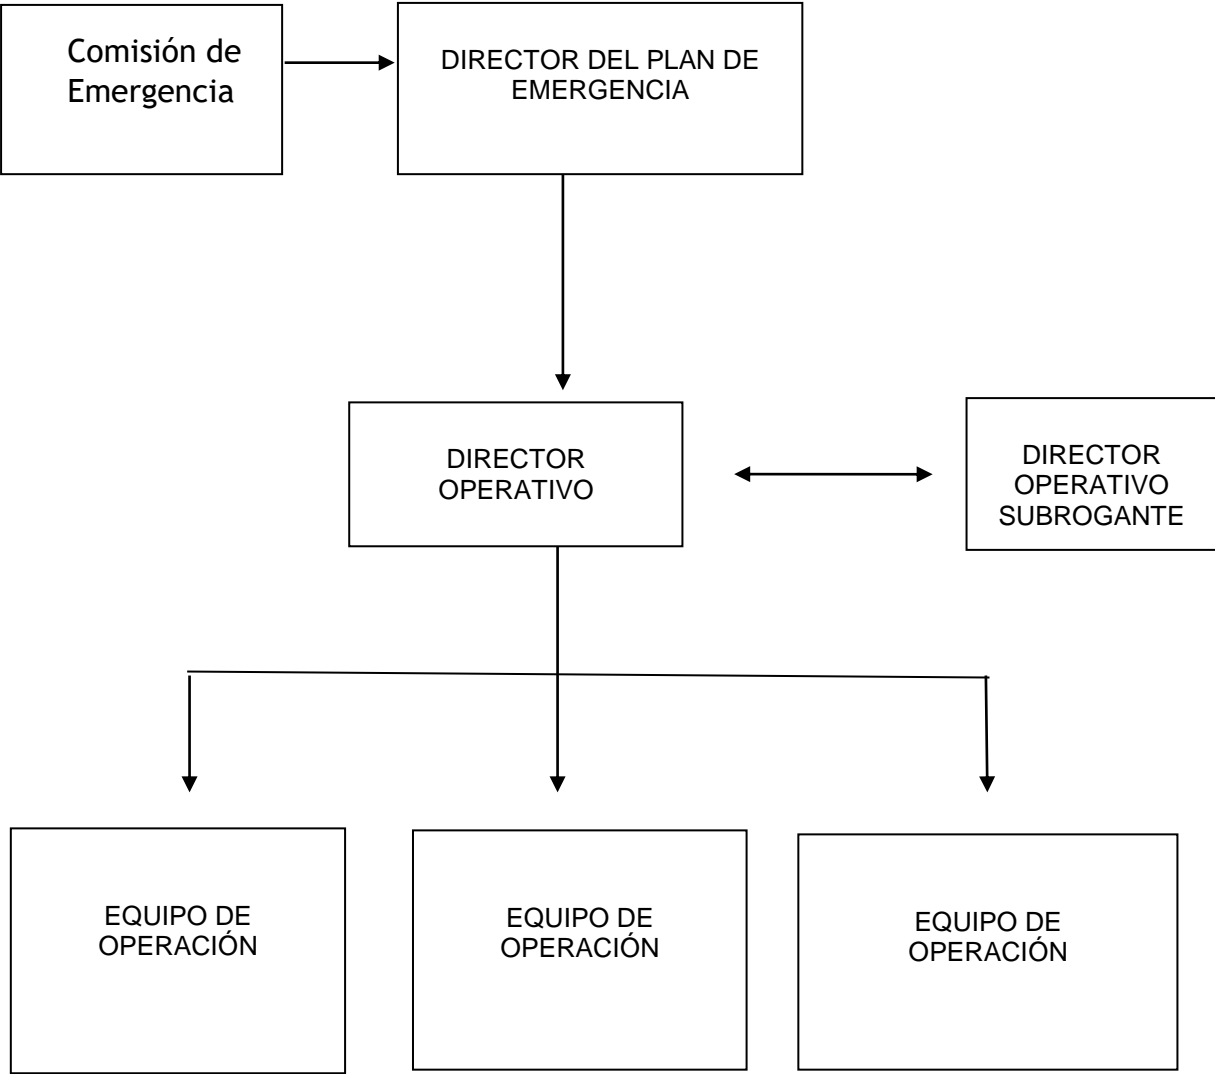 Comisión de
Emergencia
DIRECTOR DEL PLAN DE
EMERGENCIA
DIRECTOR
OPERATIVO
DIRECTOR
OPERATIVO
SUBROGANTE
EQUIPO DE
OPERACIÓN
EQUIPO DE
OPERACIÓN
EQUIPO DE
OPERACIÓN